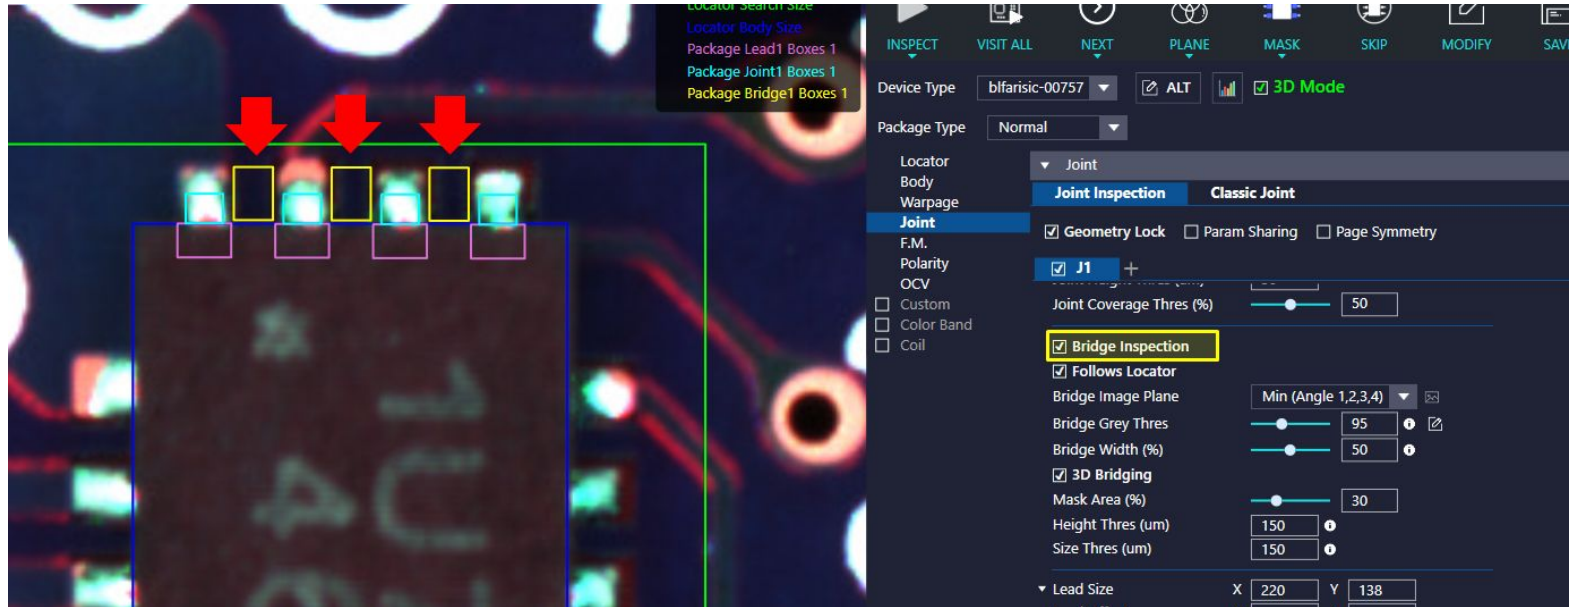 Locator Search Size
Locator Body Size
Package Lead1 Boxes 1
Package Joint1 Boxes 1
Package Bridge1 Boxes 1
INSPECT VISIT ALL NEXT PLANE MASK SKIP MODIFY SAV
Device Type blfarisic-00757 ALT 3D Mode
Package Type Normal
Locator
Body
Warpage
Joint
F.M.
Polarity
OCV
Custom
Color Band
Coil
Joint
Joint Inspection Classic Joint
Geometry Lock Param Sharing Page Symmetry
J1 +
Joint Coverage Thres (%) 50
Bridge Inspection
Follows Locator
Bridge Image Plane Min (Angle 1,2,3,4)
Bridge Grey Thres 95
Bridge Width (%) 50
3D Bridging
Mask Area (%) 30
Height Thres (um) 150
Size Thres (um) 150
Lead Size X 220 Y 138